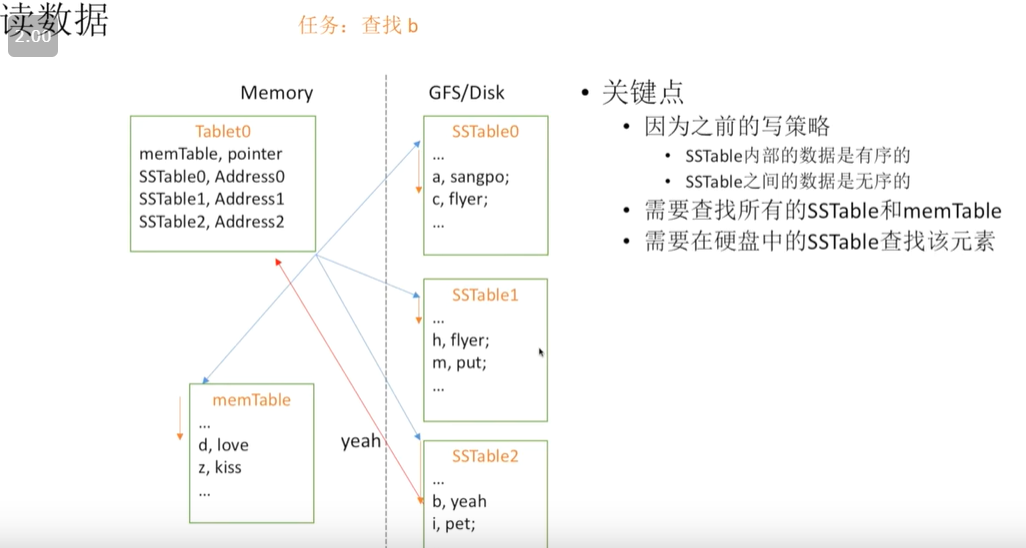 读数据
2.00
任务：查找 b
Memory
GFS/Disk
Tablet0
memTable, pointer
SSTable0, Address0
SSTable1, Address1
SSTable2, Address2
SSTable0
...
a, sangpo;
c, flyer;
...
SSTable1
...
h, flyer;
m, put;
...
memTable
...
d, love
z, kiss
...
yeah
SSTable2
...
b, yeah
i, pet;
• 关键点
• 因为之前的写策略
• SSTable内部的数据是有序的
• SSTable之间的数据是无序的
• 需要查找所有的SSTable和memTable
• 需要在硬盘中的SSTable查找该元素